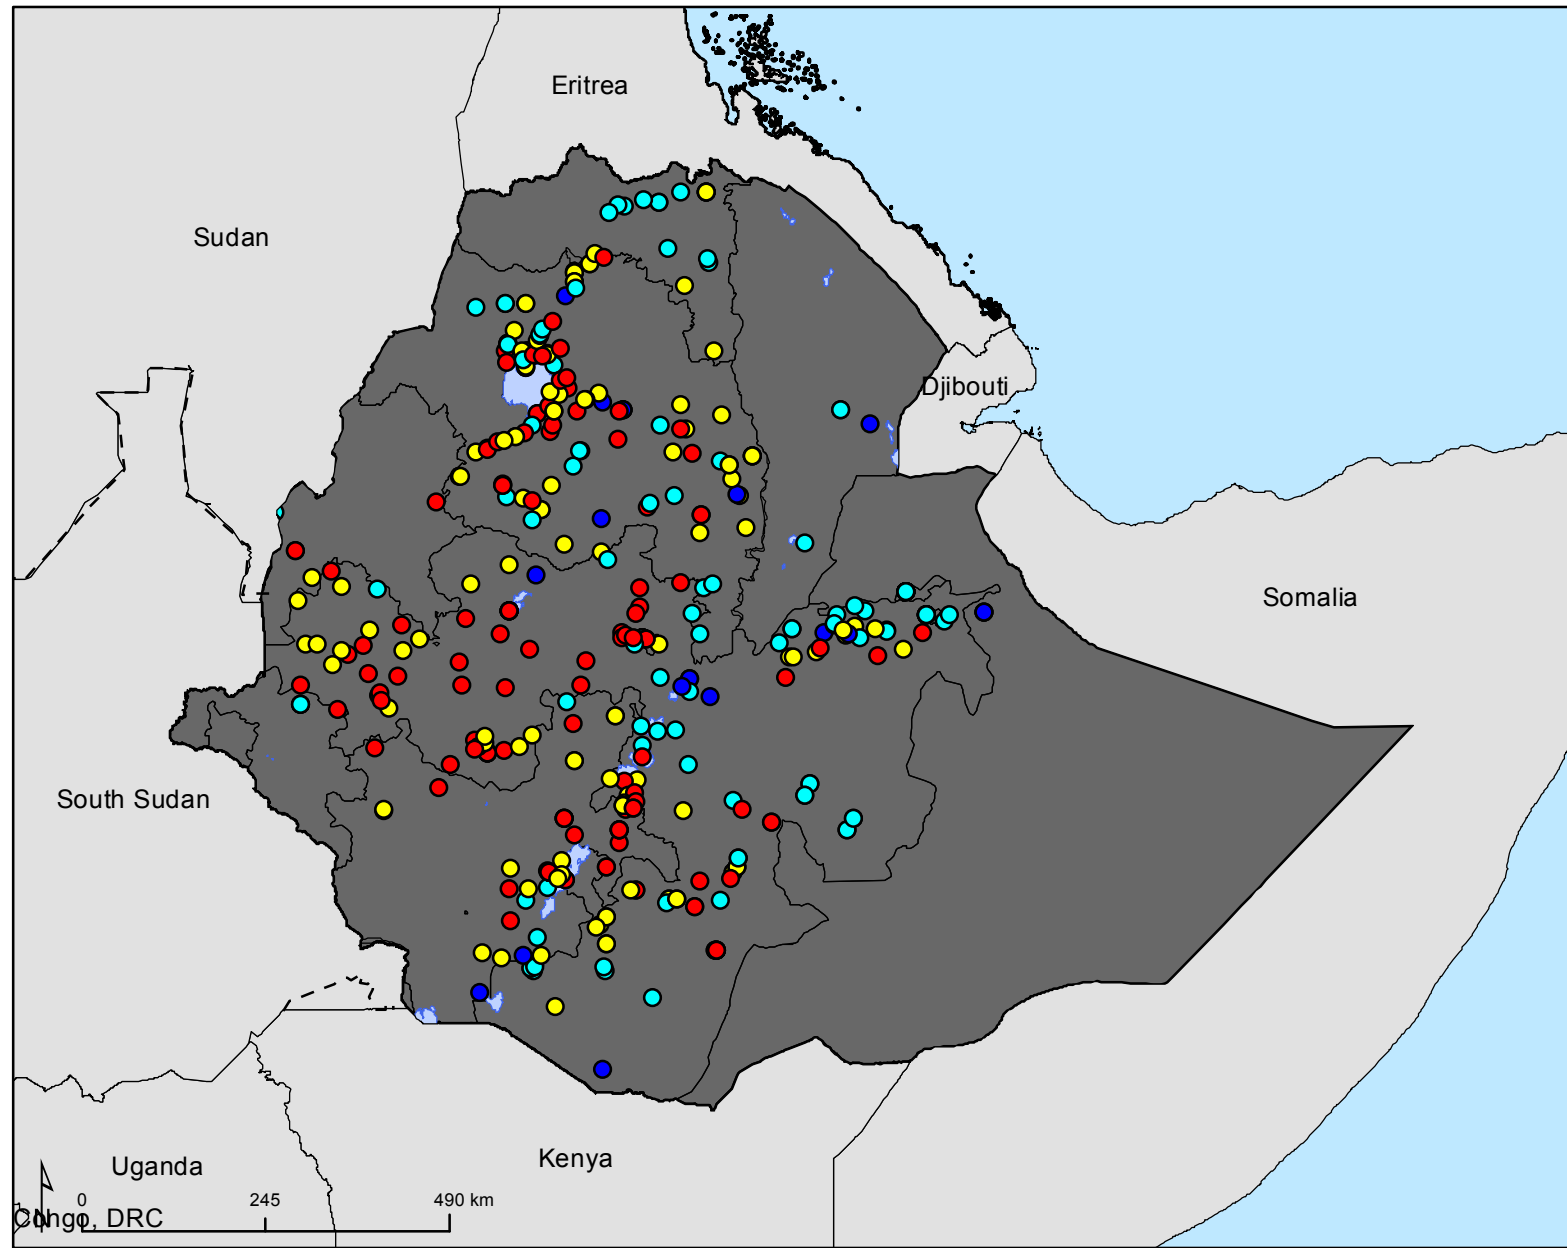 Eritrea
Sudan
Djibouti
Somalia
South Sudan
Uganda
Kenya
0 245 490 km
Congo, DRC
N